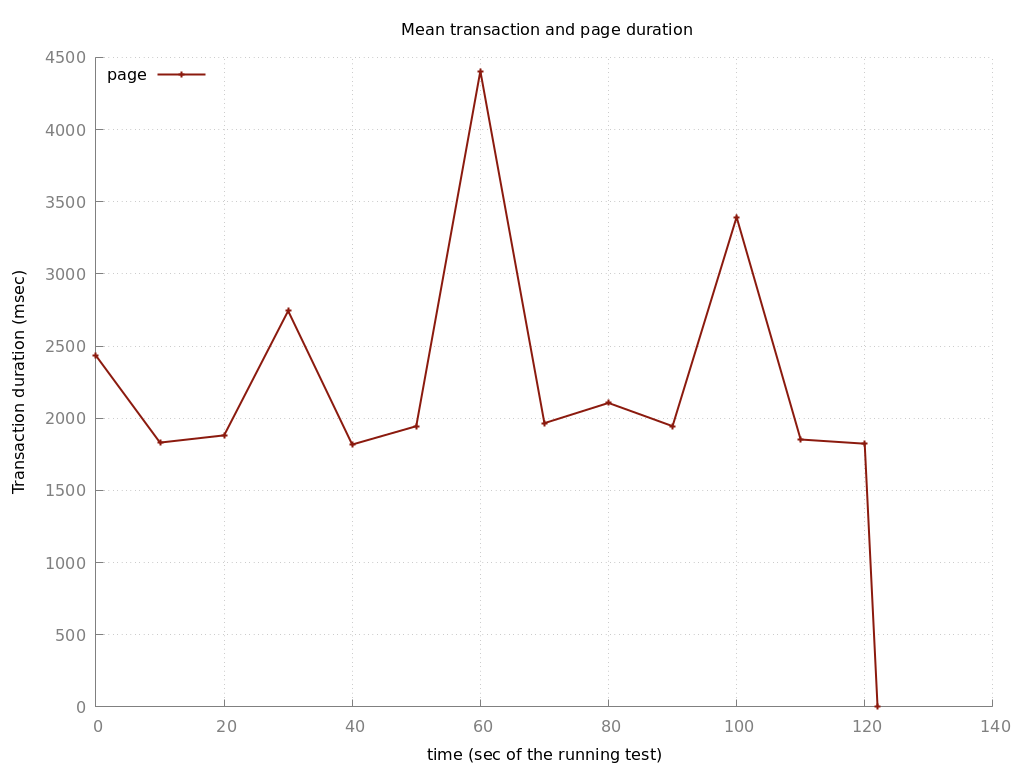 Mean transaction and page duration
page
4500
4000
3500
3000
2500
2000
1500
1000
500
0
Transaction duration (msec)
0 20 40 60 80 100 120 140
time (sec of the running test)